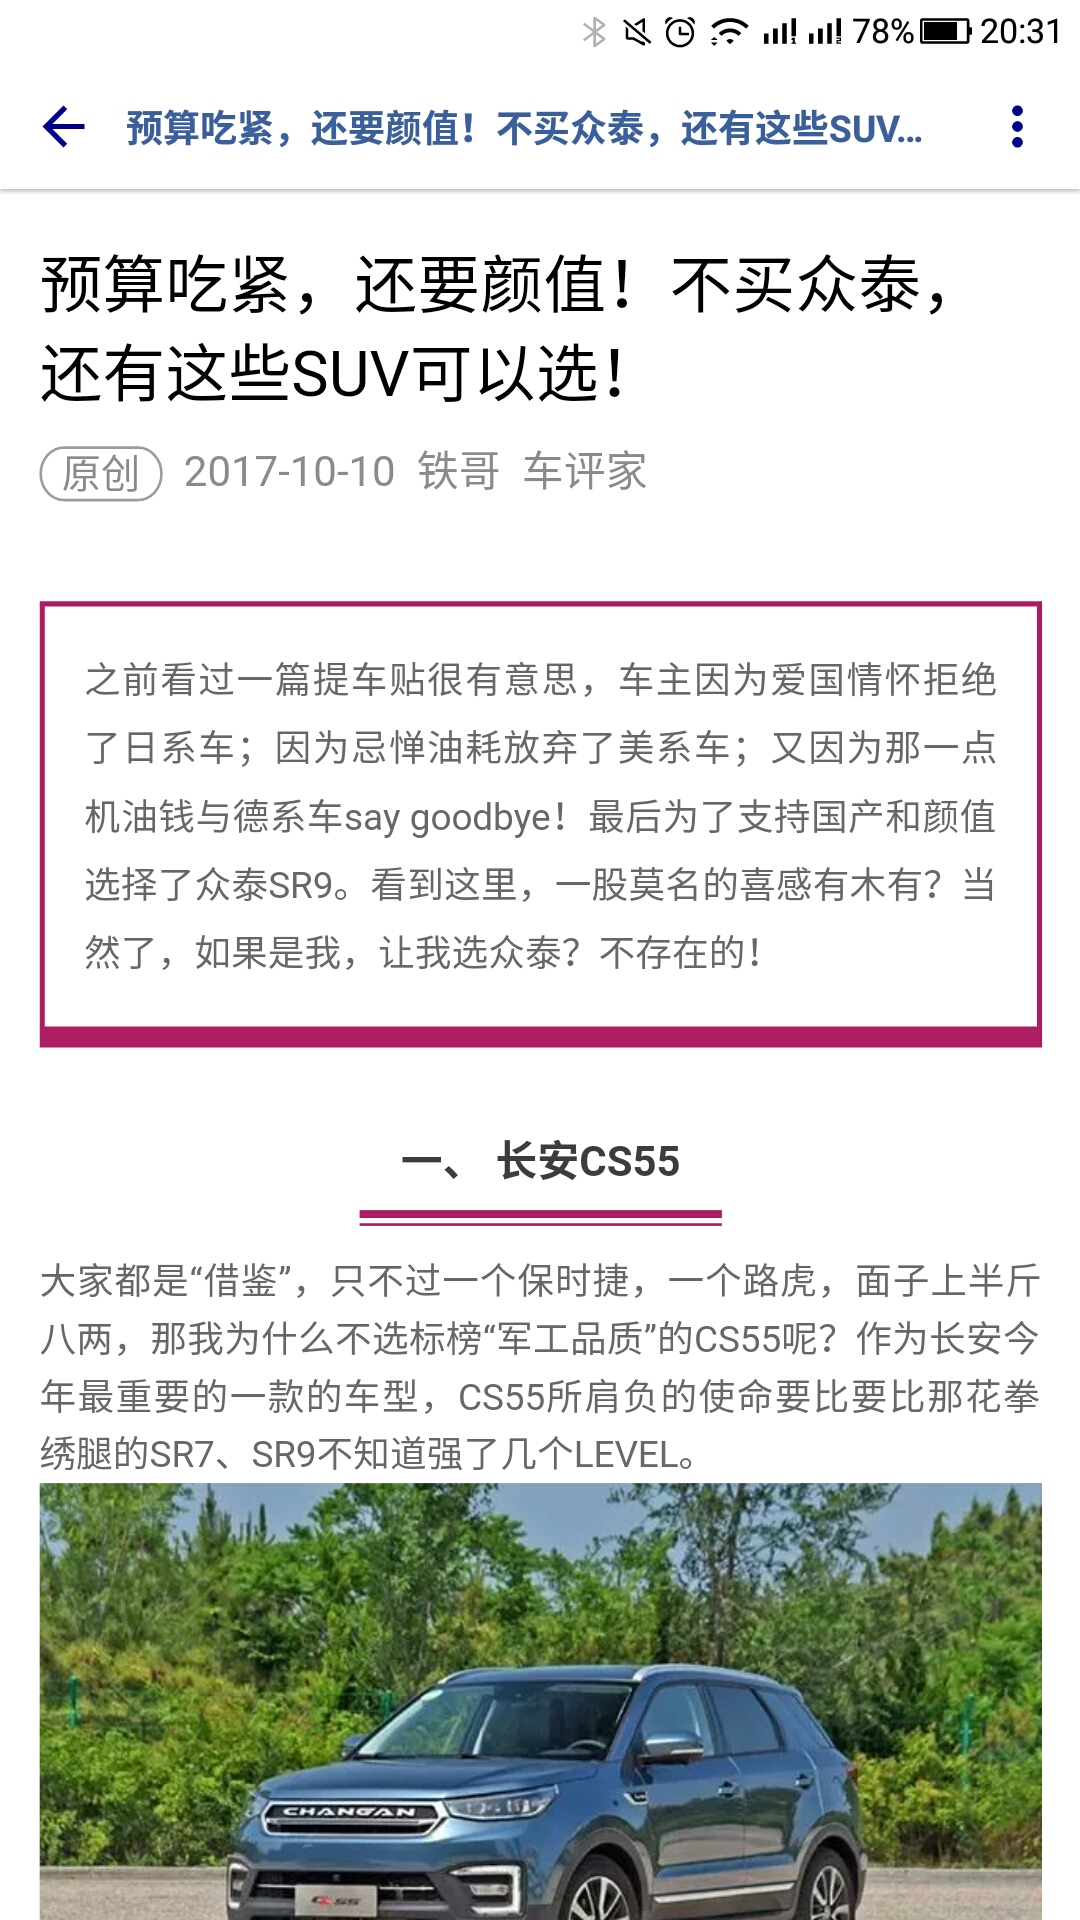 78% 20:31
预算吃紧，还要颜值！不买众泰，还有这些SUV...
预算吃紧，还要颜值！不买众泰，
还有这些SUV可以选！
原创 2017-10-10 铁哥 车评家
之前看过一篇提车贴很有意思，车主因为爱国情怀拒绝
了日系车；因为忌惮油耗放弃了美系车；又因为那一点
机油钱与德系车say goodbye！最后为了支持国产和颜值
选择了众泰SR9。看到这里，一股莫名的喜感有木有？当
然了，如果是我，让我选众泰？不存在的！
一、 长安CS55
大家都是“借鉴”，只不过一个保时捷，一个路虎，面子上半斤
八两，那我为什么不选标榜“军工品质”的CS55呢？作为长安今
年最重要的一款的车型，CS55所肩负的使命要比要比那花拳
绣腿的SR7、SR9不知道强了几个LEVEL。
CHANGAN
CS55